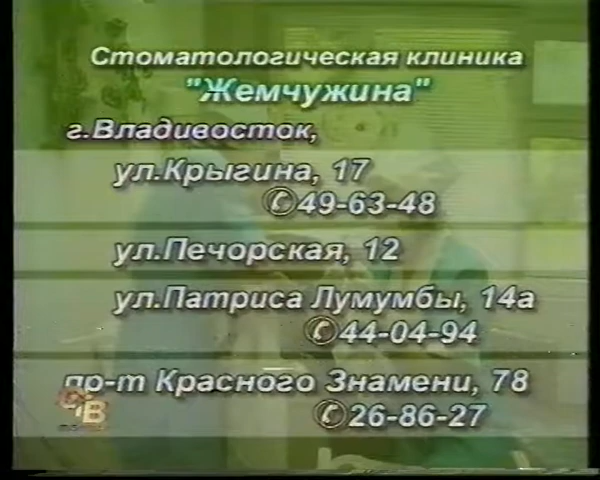 Стоматологическая клиника
"Жемчужина"
г.Владивосток,
ул.Крыгина, 17
✆49-63-48
ул.Печорская, 12
ул.Патриса Лумумбы, 14а
✆44-04-94
пр-т Красного Знамени, 78
✆26-86-27